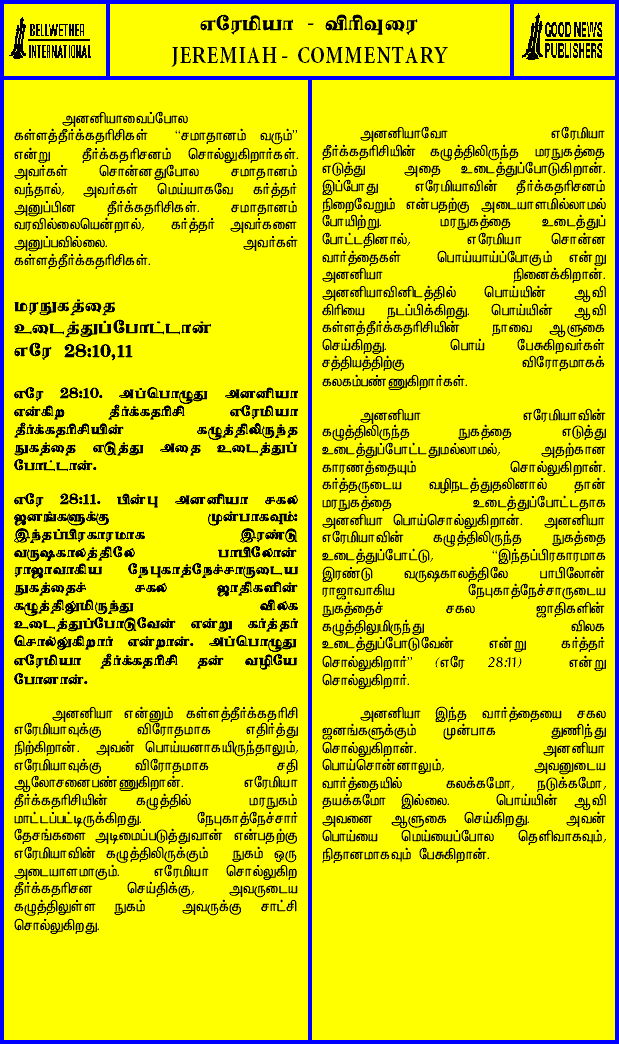 BELLWETHER
INTERNATIONAL
எரேமியா - விரிவுரை
JEREMIAH - COMMENTARY
GOOD NEWS
PUBLISHERS
அனனியாவைப்போல
கள்ளத்தீர்க்கதரிசிகள் “சமாதானம் வரும்”
என்று தீர்க்கதரிசனம் சொல்லுகிறார்கள்.
அவர்கள் சொன்னதுபோல சமாதானம்
வந்தால், அவர்கள் மெய்யாகவே கர்த்தர்
அனுப்பின தீர்க்கதரிசிகள். சமாதானம்
வரவில்லையென்றால், கர்த்தர் அவர்களை
அனுப்பவில்லை. அவர்கள்
கள்ளத்தீர்க்கதரிசிகள்.
மரநுகத்தை
உடைத்துப்போட்டான்
எரே 28:10,11
எரே 28:10. அப்பொழுது அனனியா
என்கிற தீர்க்கதரிசி எரேமியா
தீர்க்கதரிசியின் கழுத்திலிருந்த
நுகத்தை எடுத்து அதை உடைத்துப்
போட்டான்.
எரே 28:11. பின்பு அனனியா சகல
ஜனங்களுக்கு முன்பாகவும்:
இந்தப்பிரகாரமாக இரண்டு
வருஷகாலத்திலே பாபிலோன்
ராஜாவாகிய நேபுகாத்நேச்சாருடைய
நுகத்தைச் சகல ஜாதிகளின்
கழுத்திலுமிருந்து விலக
உடைத்துப்போடுவேன் என்று கர்த்தர்
சொல்லுகிறார் என்றான். அப்பொழுது
எரேமியா தீர்க்கதரிசி தன் வழியே
போனான்.
அனனியா என்னும் கள்ளத்தீர்க்கதரிசி
எரேமியாவுக்கு விரோதமாக எதிர்த்து
நிற்கிறான். அவன் பொய்யனாகயிருந்தாலும்,
எரேமியாவுக்கு விரோதமாக சதி
ஆலோசனைபண்ணுகிறான். எரேமியா
தீர்க்கதரிசியின் கழுத்தில் மரநுகம்
மாட்டப்பட்டிருக்கிறது. நேபுகாத்நேச்சார்
தேசங்களை அடிமைப்படுத்துவான் என்பதற்கு
எரேமியாவின் கழுத்திலிருக்கும் நுகம் ஒரு
அடையாளமாகும். எரேமியா சொல்லுகிற
தீர்க்கதரிசன செய்திக்கு, அவருடைய
கழுத்திலுள்ள நுகம் அவருக்கு சாட்சி
சொல்லுகிறது.
அனனியாவோ எரேமியா
தீர்க்கதரிசியின் கழுத்திலிருந்த மரநுகத்தை
எடுத்து அதை உடைத்துப்போடுகிறான்.
இப்போது எரேமியாவின் தீர்க்கதரிசனம்
நிறைவேறும் என்பதற்கு அடையாளமில்லாமல்
போயிற்று. மரநுகத்தை உடைத்துப்
போட்டதினால், எரேமியா சொன்ன
வார்த்தைகள் பொய்யாய்ப்போகும் என்று
அனனியா நினைக்கிறான்.
அனனியாவினிடத்தில் பொய்யின் ஆவி
கிரியை நடப்பிக்கிறது. பொய்யின் ஆவி
கள்ளத்தீர்க்கதரிசியின் நாவை ஆளுகை
செய்கிறது. பொய் பேசுகிறவர்கள்
சத்தியத்திற்கு விரோதமாகக்
கலகம்பண்ணுகிறார்கள்.
அனனியா எரேமியாவின்
கழுத்திலிருந்த நுகத்தை எடுத்து
உடைத்துப்போட்டதுமல்லாமல், அதற்கான
காரணத்தையும் சொல்லுகிறான்.
கர்த்தருடைய வழிநடத்துதலினால் தான்
மரநுகத்தை உடைத்துப்போட்டதாக
அனனியா பொய்சொல்லுகிறான். அனனியா
எரேமியாவின் கழுத்திலிருந்த நுகத்தை
உடைத்துப்போட்டு, “இந்தப்பிரகாரமாக
இரண்டு வருஷகாலத்திலே பாபிலோன்
ராஜாவாகிய நேபுகாத்நேச்சாருடைய
நுகத்தைச் சகல ஜாதிகளின்
கழுத்திலுமிருந்து விலக
உடைத்துப்போடுவேன் என்று கர்த்தர்
சொல்லுகிறார்” (எரே 28:11) என்று
சொல்லுகிறார்.
அனனியா இந்த வார்த்தையை சகல
ஜனங்களுக்கும் முன்பாக துணிந்து
சொல்லுகிறான். அனனியா
பொய்சொன்னாலும், அவனுடைய
வார்த்தையில் கலக்கமோ, நடுக்கமோ,
தயக்கமோ இல்லை. பொய்யின் ஆவி
அவனை ஆளுகை செய்கிறது. அவன்
பொய்யை மெய்யைப்போல தெளிவாகவும்,
நிதானமாகவும் பேசுகிறான்.